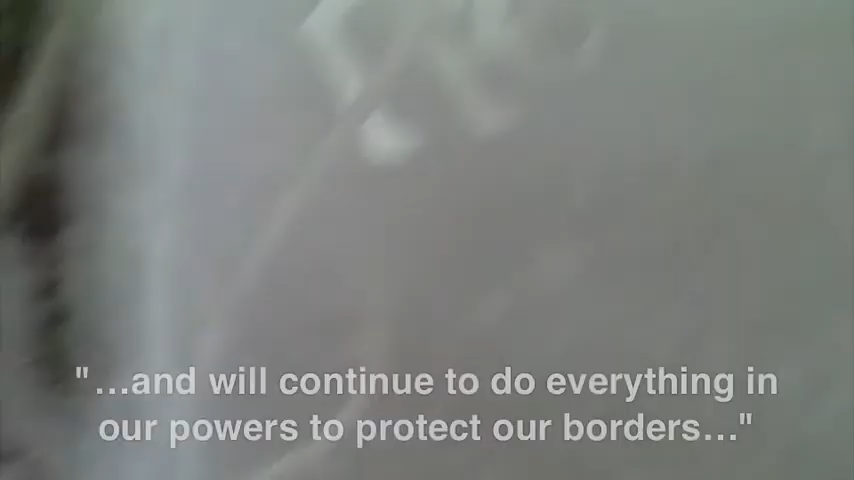 "...and will continue to do everything in
our powers to protect our borders..."